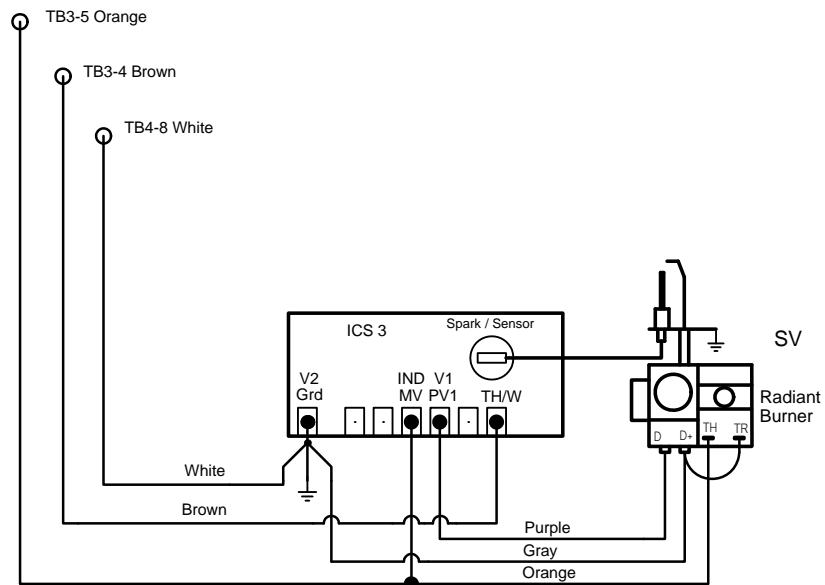 TB3-5 Orange
TB3-4 Brown
TB4-8 White
ICS 3
Spark / Sensor
V2
Grd
IND
MV
V1
PV1
TH/W
SV
Radiant
Burner
D
D+
TH
TR
White
Brown
Purple
Gray
Orange